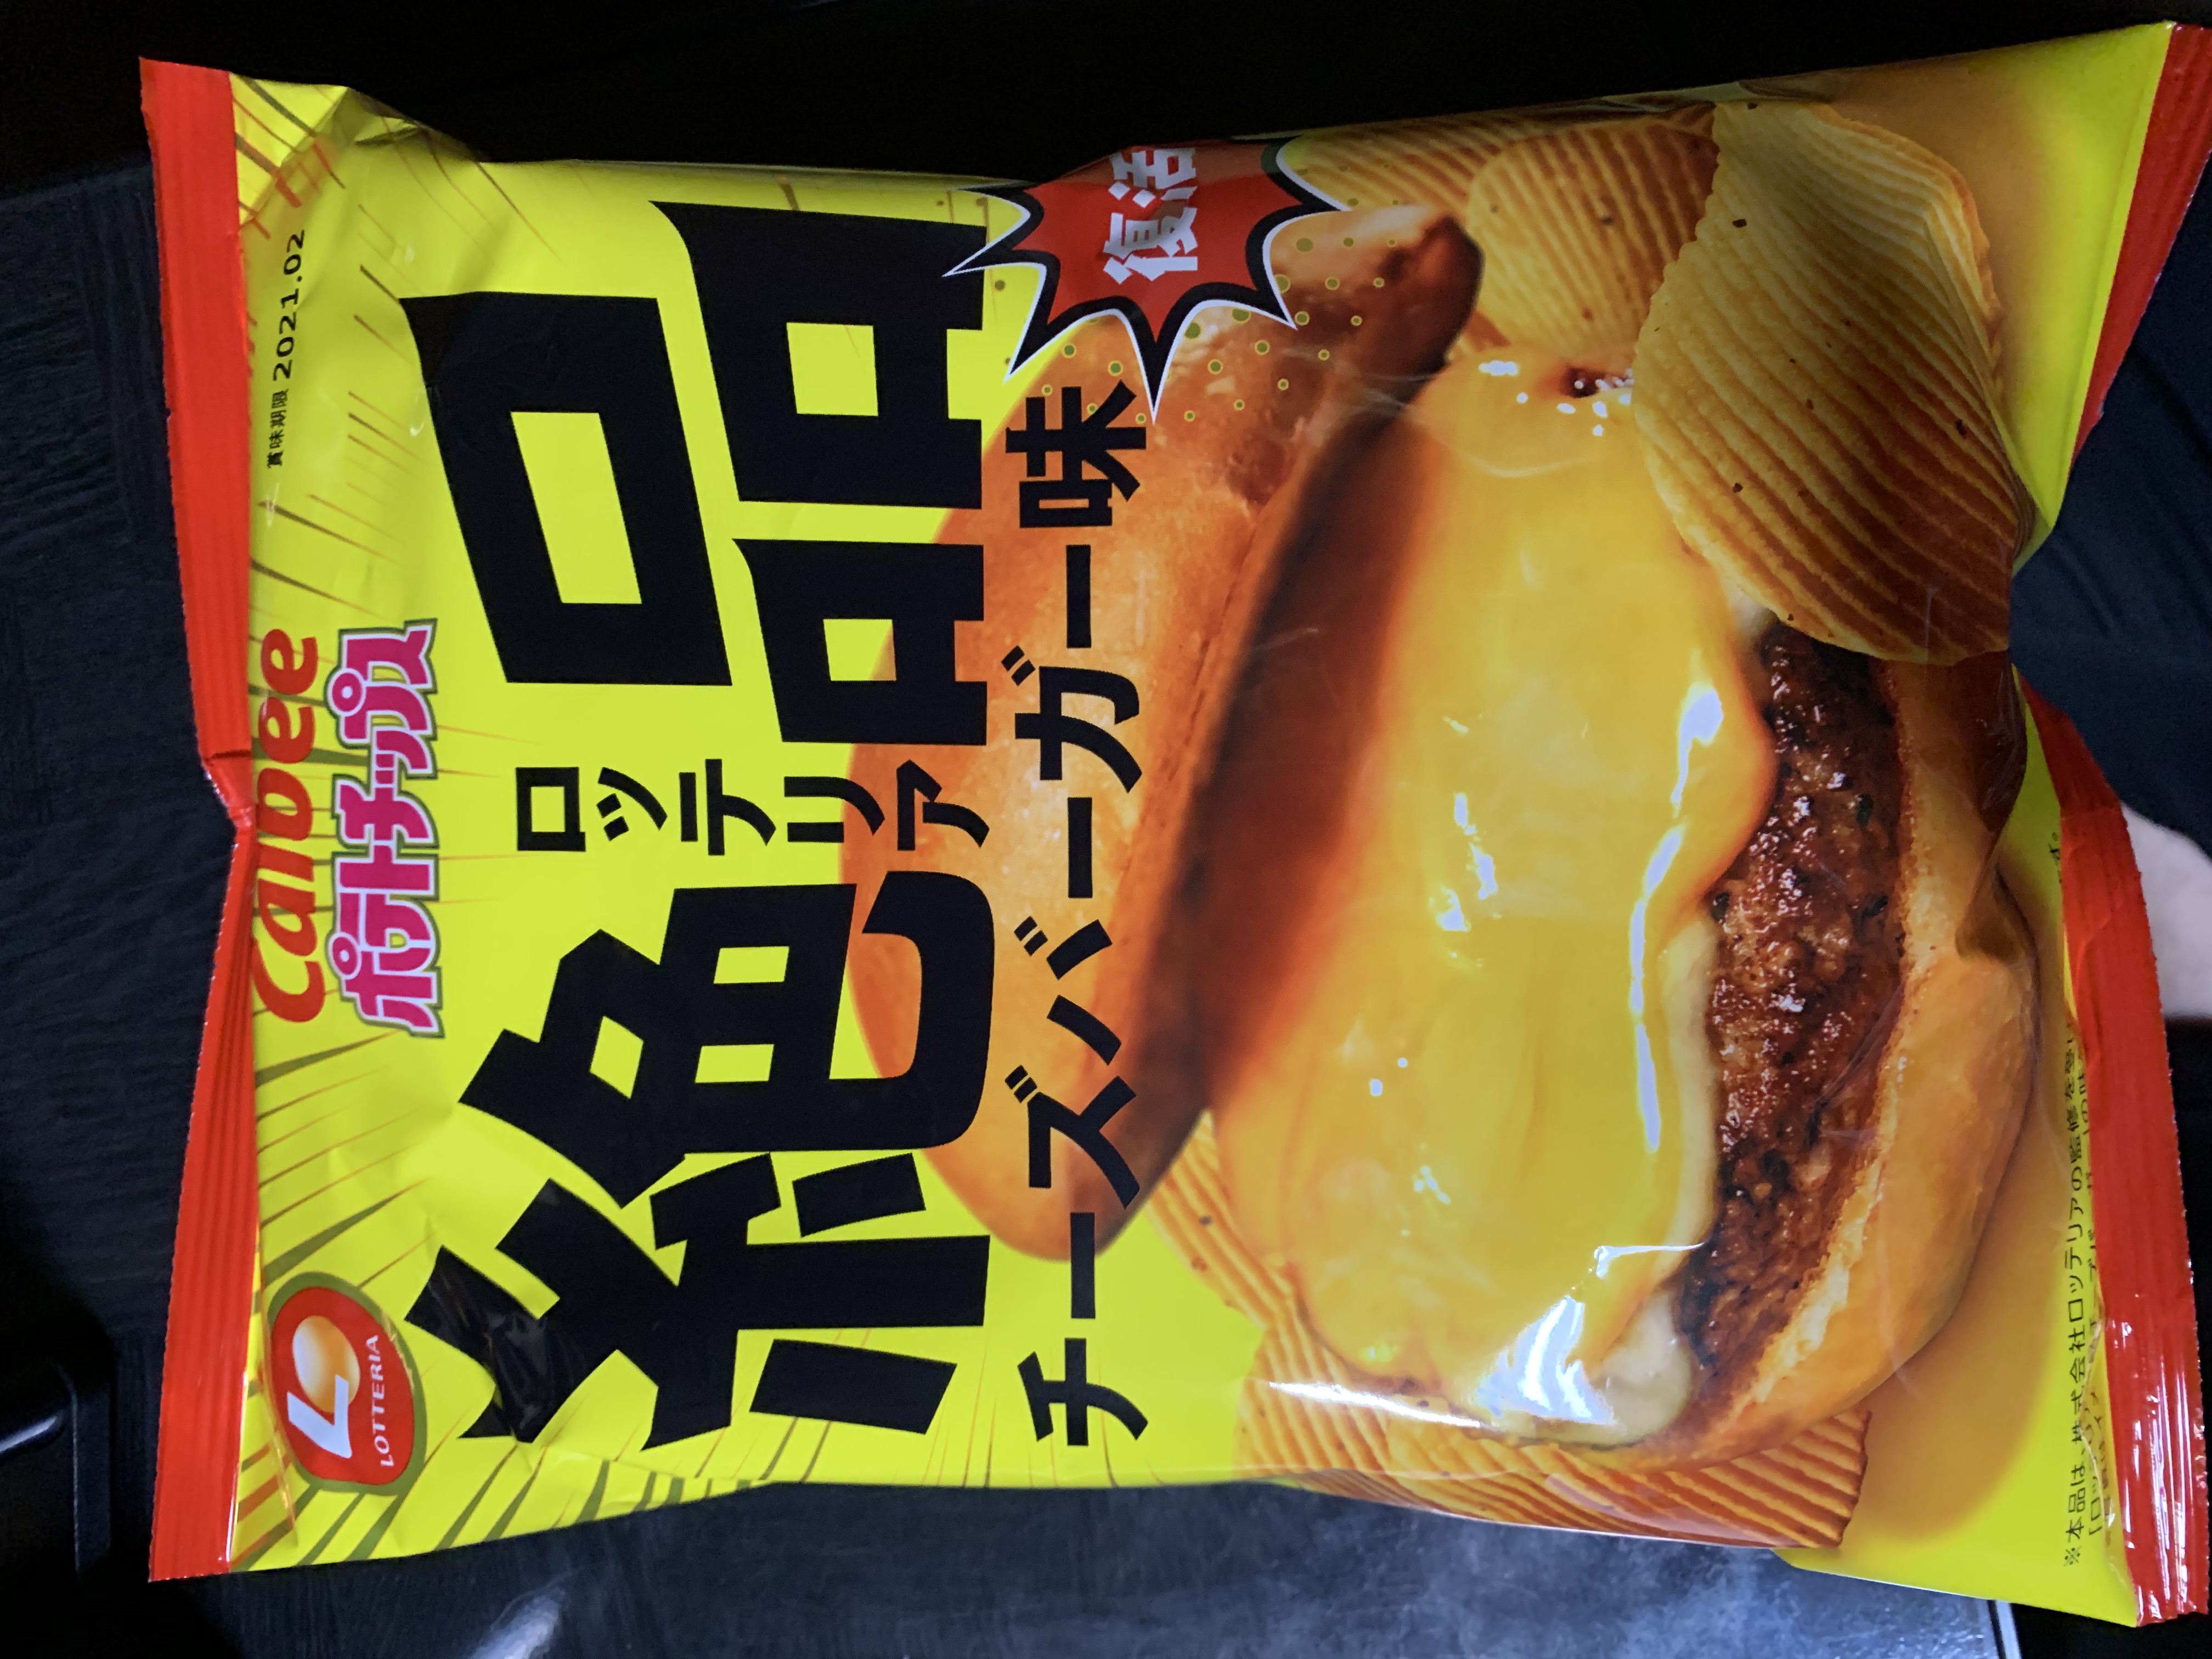 LOTTERIA
Calbee
賞味期限 2021.02
ポテトチップス
絶品
ロッテリア
チーズバーガー味
復活
※本品は、株式会社ロッテリアの監修を受け